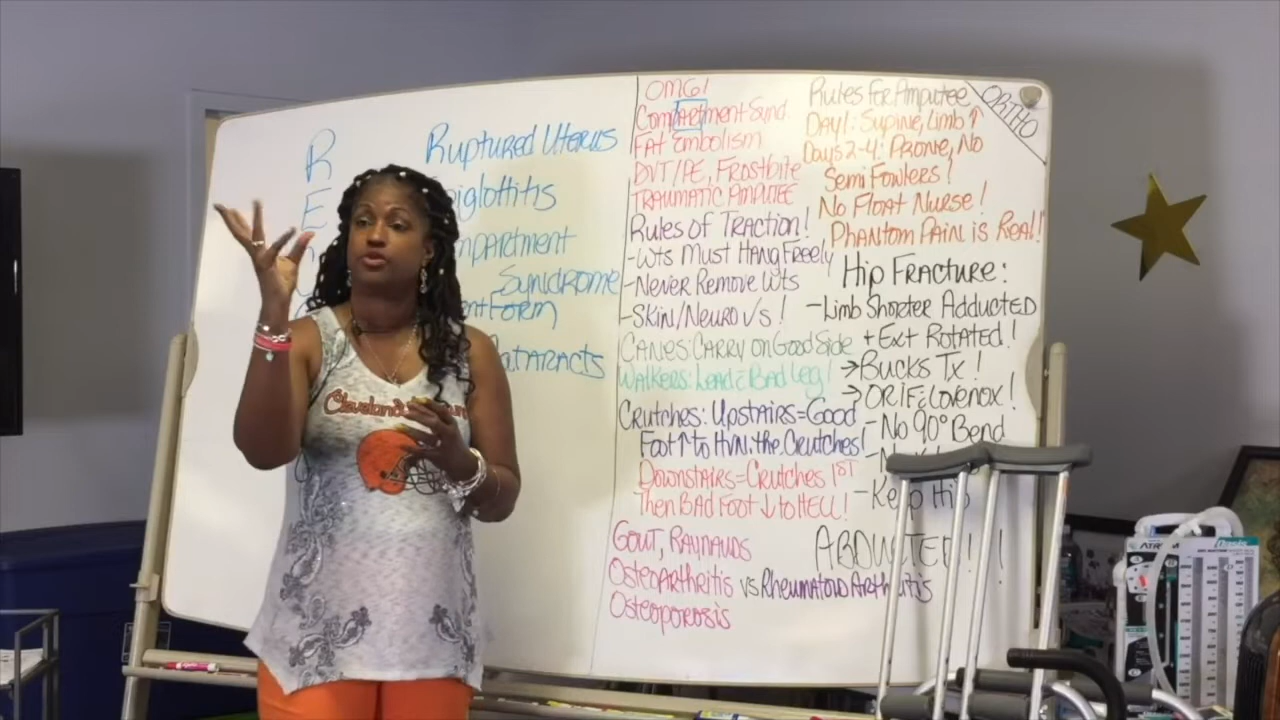 R
E
Ruptured Uterus
iglottitis
mpartment
Synidrome
ntForm
ataracts
OMG!
Compartment Synd
Fat Embolism
DVT/PE, Frostbite
Traumatic Amputee
Rules of Traction!
-Wts Must Hang Freely
-Never Remove Wts
-Skin/Neuro √s!
Canes: Carry on Good Side
Walkers: Lead c̄ Bad Leg!
Crutches: Upstairs=Good
Foot ↑ to HVN. the Crutches!
Downstairs=Crutches 1st
Then Bad Foot ↓ to HELL!
Gout, Raynauds
OsteoArthritis vs Rheumatoid Arthritis
Osteoporosis
ORTHO
Rules For Amputee
Day 1: Supine, Limb ↑
Days 2-4: Prone, No
Semi Fowlers!
No Float Nurse!
Phantom Pain is Real!!
Hip Fracture:
-Limb Shorter Adducted
+ Ext Rotated!
→Bucks Tx!
→ORIF c̄ Lovenox!
-No 90° Bend
-Keep Hip
ABDUCTED!!!
Cleveland